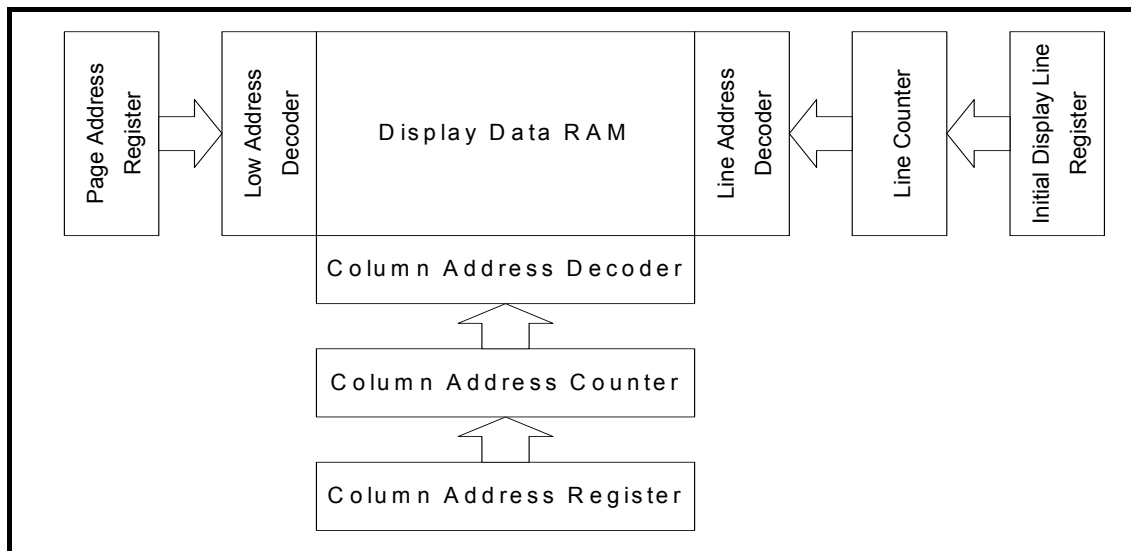 Page Address
Register
Low Address
Decoder
Display Data RAM
Line Address
Decoder
Line Counter
Initial Display Line
Register
Column Address Decoder
Column Address Counter
Column Address Register